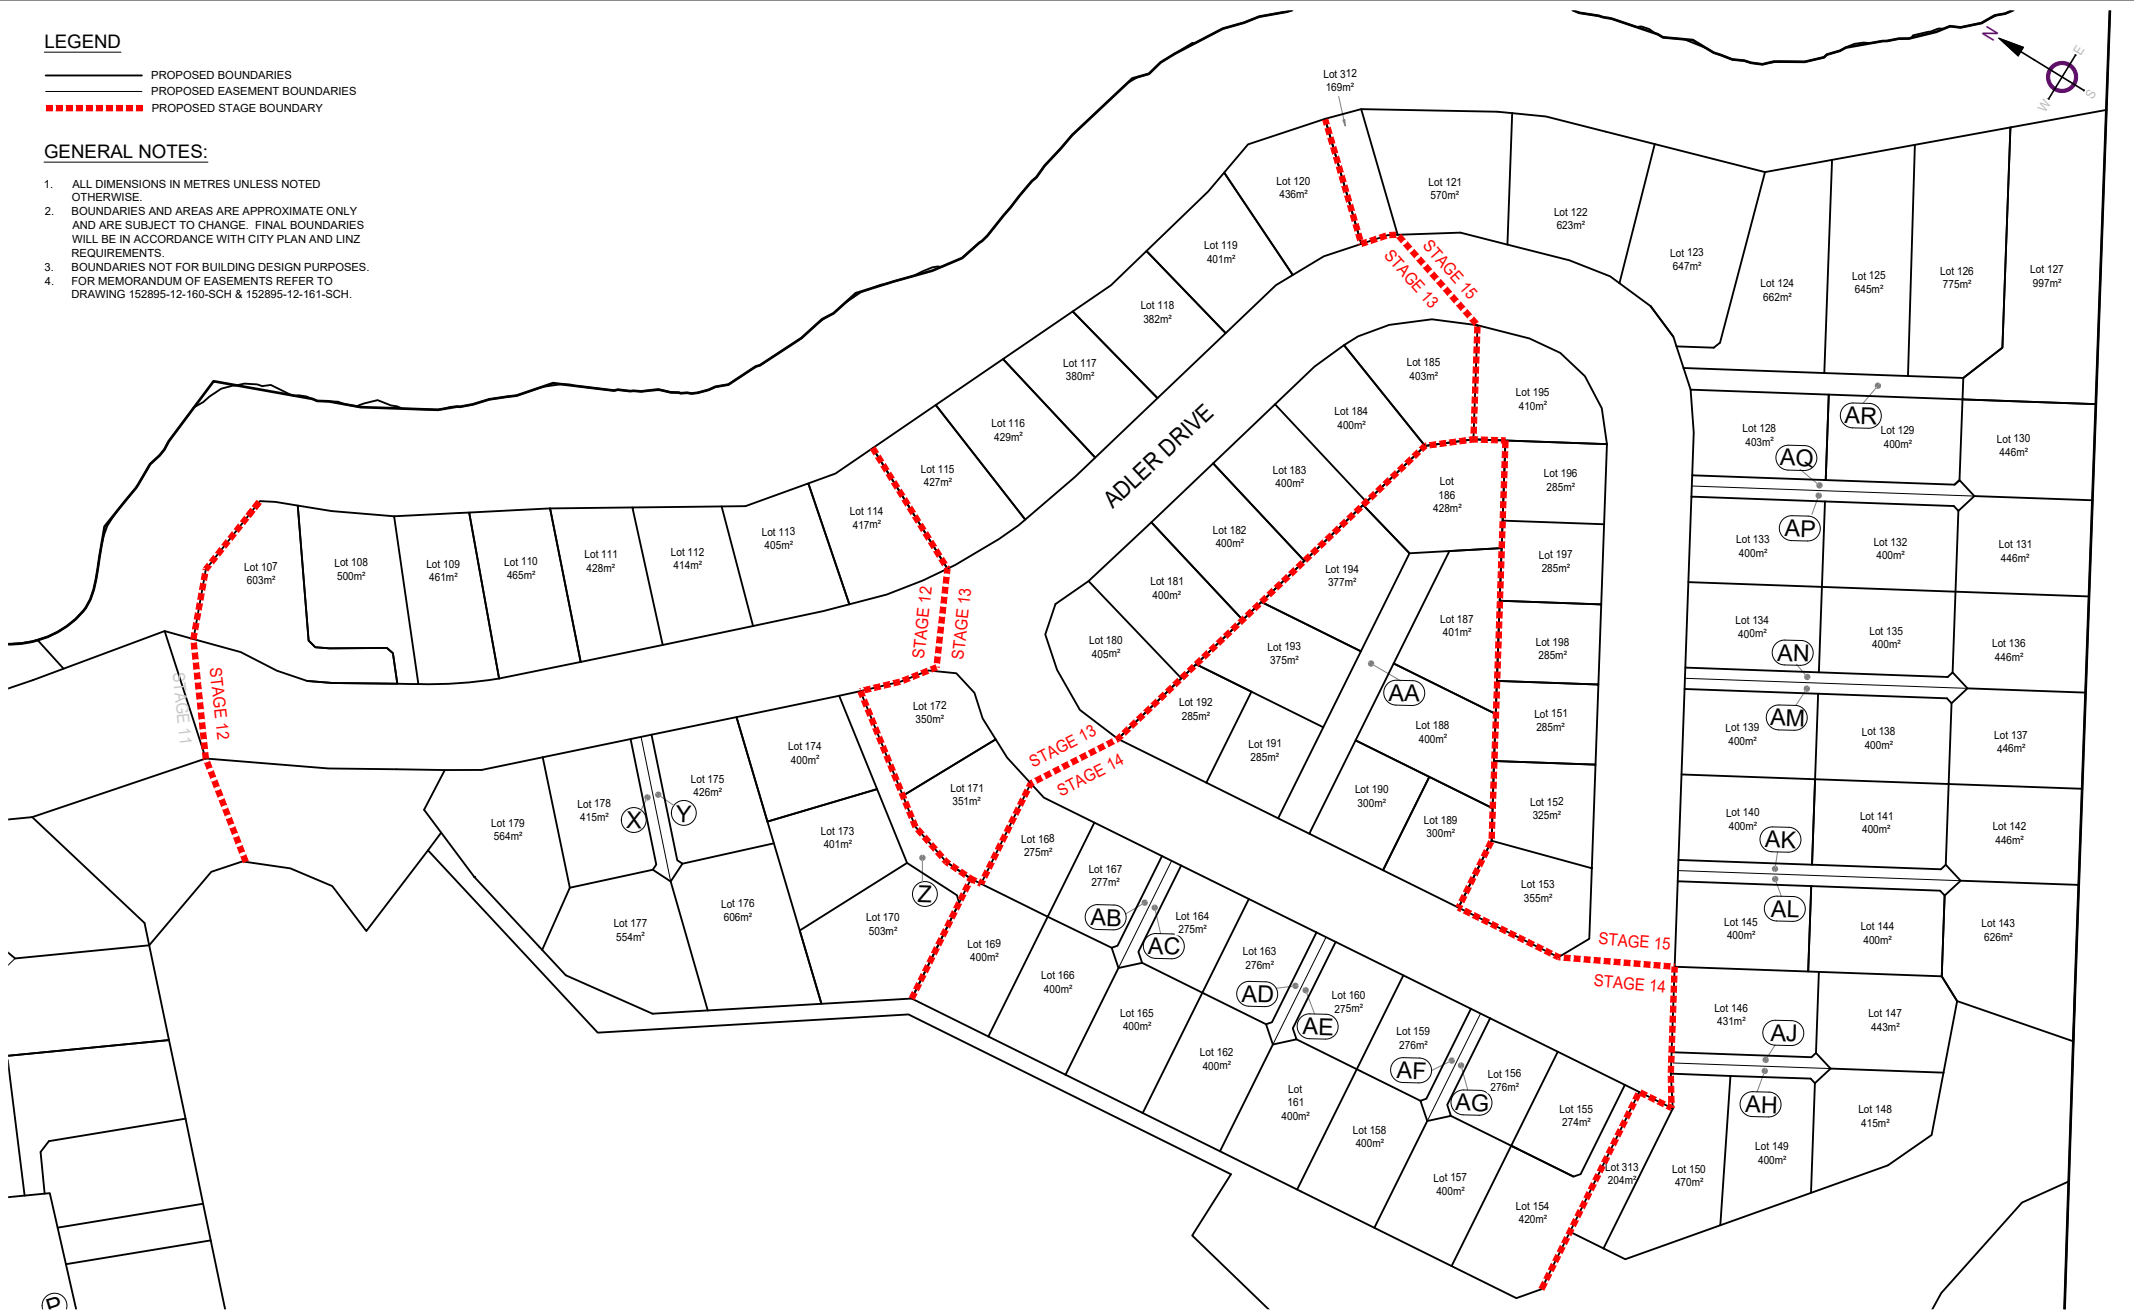 LEGEND
PROPOSED BOUNDARIES
PROPOSED EASEMENT BOUNDARIES
PROPOSED STAGE BOUNDARY
GENERAL NOTES:
1. ALL DIMENSIONS IN METRES UNLESS NOTED
OTHERWISE.
2. BOUNDARIES AND AREAS ARE APPROXIMATE ONLY
AND ARE SUBJECT TO CHANGE. FINAL BOUNDARIES
WILL BE IN ACCORDANCE WITH CITY PLAN AND LINZ
REQUIREMENTS.
3. BOUNDARIES NOT FOR BUILDING DESIGN PURPOSES.
4. FOR MEMORANDUM OF EASEMENTS REFER TO
DRAWING 152895-12-160-SCH & 152895-12-161-SCH.
N
E
S
W
Lot 312
169m²
Lot 120
436m²
Lot 121
570m²
Lot 122
623m²
Lot 123
647m²
Lot 124
662m²
Lot 125
645m²
Lot 126
775m²
Lot 127
997m²
Lot 119
401m²
Lot 118
382m²
Lot 117
380m²
Lot 116
429m²
Lot 115
427m²
Lot 114
417m²
Lot 113
405m²
Lot 112
414m²
Lot 111
428m²
Lot 110
465m²
Lot 109
461m²
Lot 108
500m²
Lot 107
603m²
STAGE 15
STAGE 13
ADLER DRIVE
Lot 185
403m²
Lot 184
400m²
Lot 183
400m²
Lot 182
400m²
Lot 181
400m²
Lot 180
405m²
Lot 195
410m²
Lot 196
285m²
Lot 197
285m²
Lot 198
285m²
Lot 151
285m²
Lot 152
325m²
Lot 153
355m²
Lot
186
428m²
Lot 194
377m²
Lot 187
401m²
Lot 193
375m²
AA
Lot 188
400m²
Lot 192
285m²
Lot 191
285m²
Lot 190
300m²
Lot 189
300m²
AR
Lot 128
403m²
Lot 129
400m²
Lot 130
446m²
AQ
AP
Lot 133
400m²
Lot 132
400m²
Lot 131
446m²
Lot 134
400m²
Lot 135
400m²
Lot 136
446m²
AN
AM
Lot 139
400m²
Lot 138
400m²
Lot 137
446m²
Lot 140
400m²
Lot 141
400m²
Lot 142
446m²
AK
AL
Lot 145
400m²
Lot 144
400m²
Lot 143
626m²
STAGE 15
STAGE 14
Lot 146
431m²
Lot 147
443m²
AJ
AH
Lot 148
415m²
Lot 149
400m²
Lot 150
470m²
Lot 313
204m²
STAGE 12
STAGE 13
STAGE 11
STAGE 12
Lot 172
350m²
Lot 171
351m²
STAGE 13
STAGE 14
Lot 174
400m²
Lot 175
426m²
Lot 178
415m²
X
Y
Lot 179
564m²
Lot 173
401m²
Z
Lot 177
554m²
Lot 176
606m²
Lot 170
503m²
Lot 168
275m²
Lot 167
277m²
AB
AC
Lot 164
275m²
Lot 169
400m²
Lot 166
400m²
Lot 165
400m²
Lot 163
276m²
AD
AE
Lot 160
275m²
Lot 162
400m²
Lot
161
400m²
Lot 159
276m²
AF
AG
Lot 156
276m²
Lot 155
274m²
Lot 158
400m²
Lot 157
400m²
Lot 154
420m²